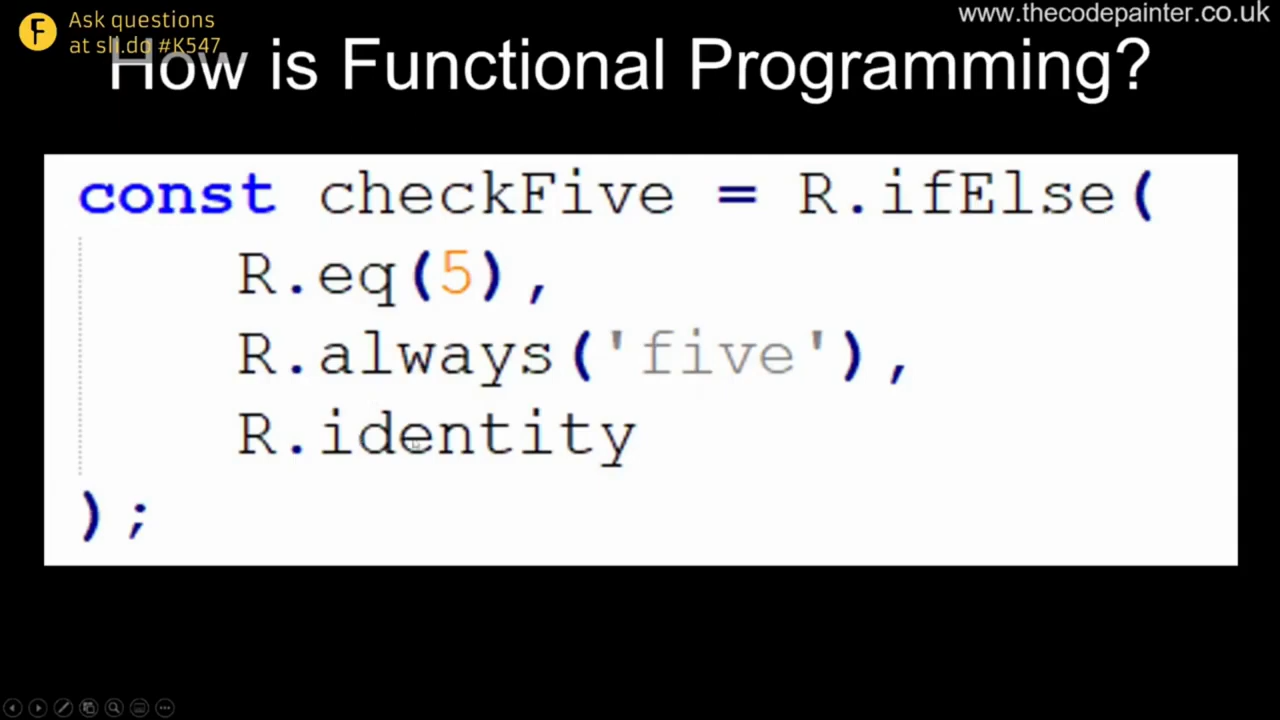 Ask questions
at sli.do #K547
www.thecodepainter.co.uk
How is Functional Programming?
const checkFive = R.ifElse(
R.eq(5),
R.always('five'),
R.identity
);